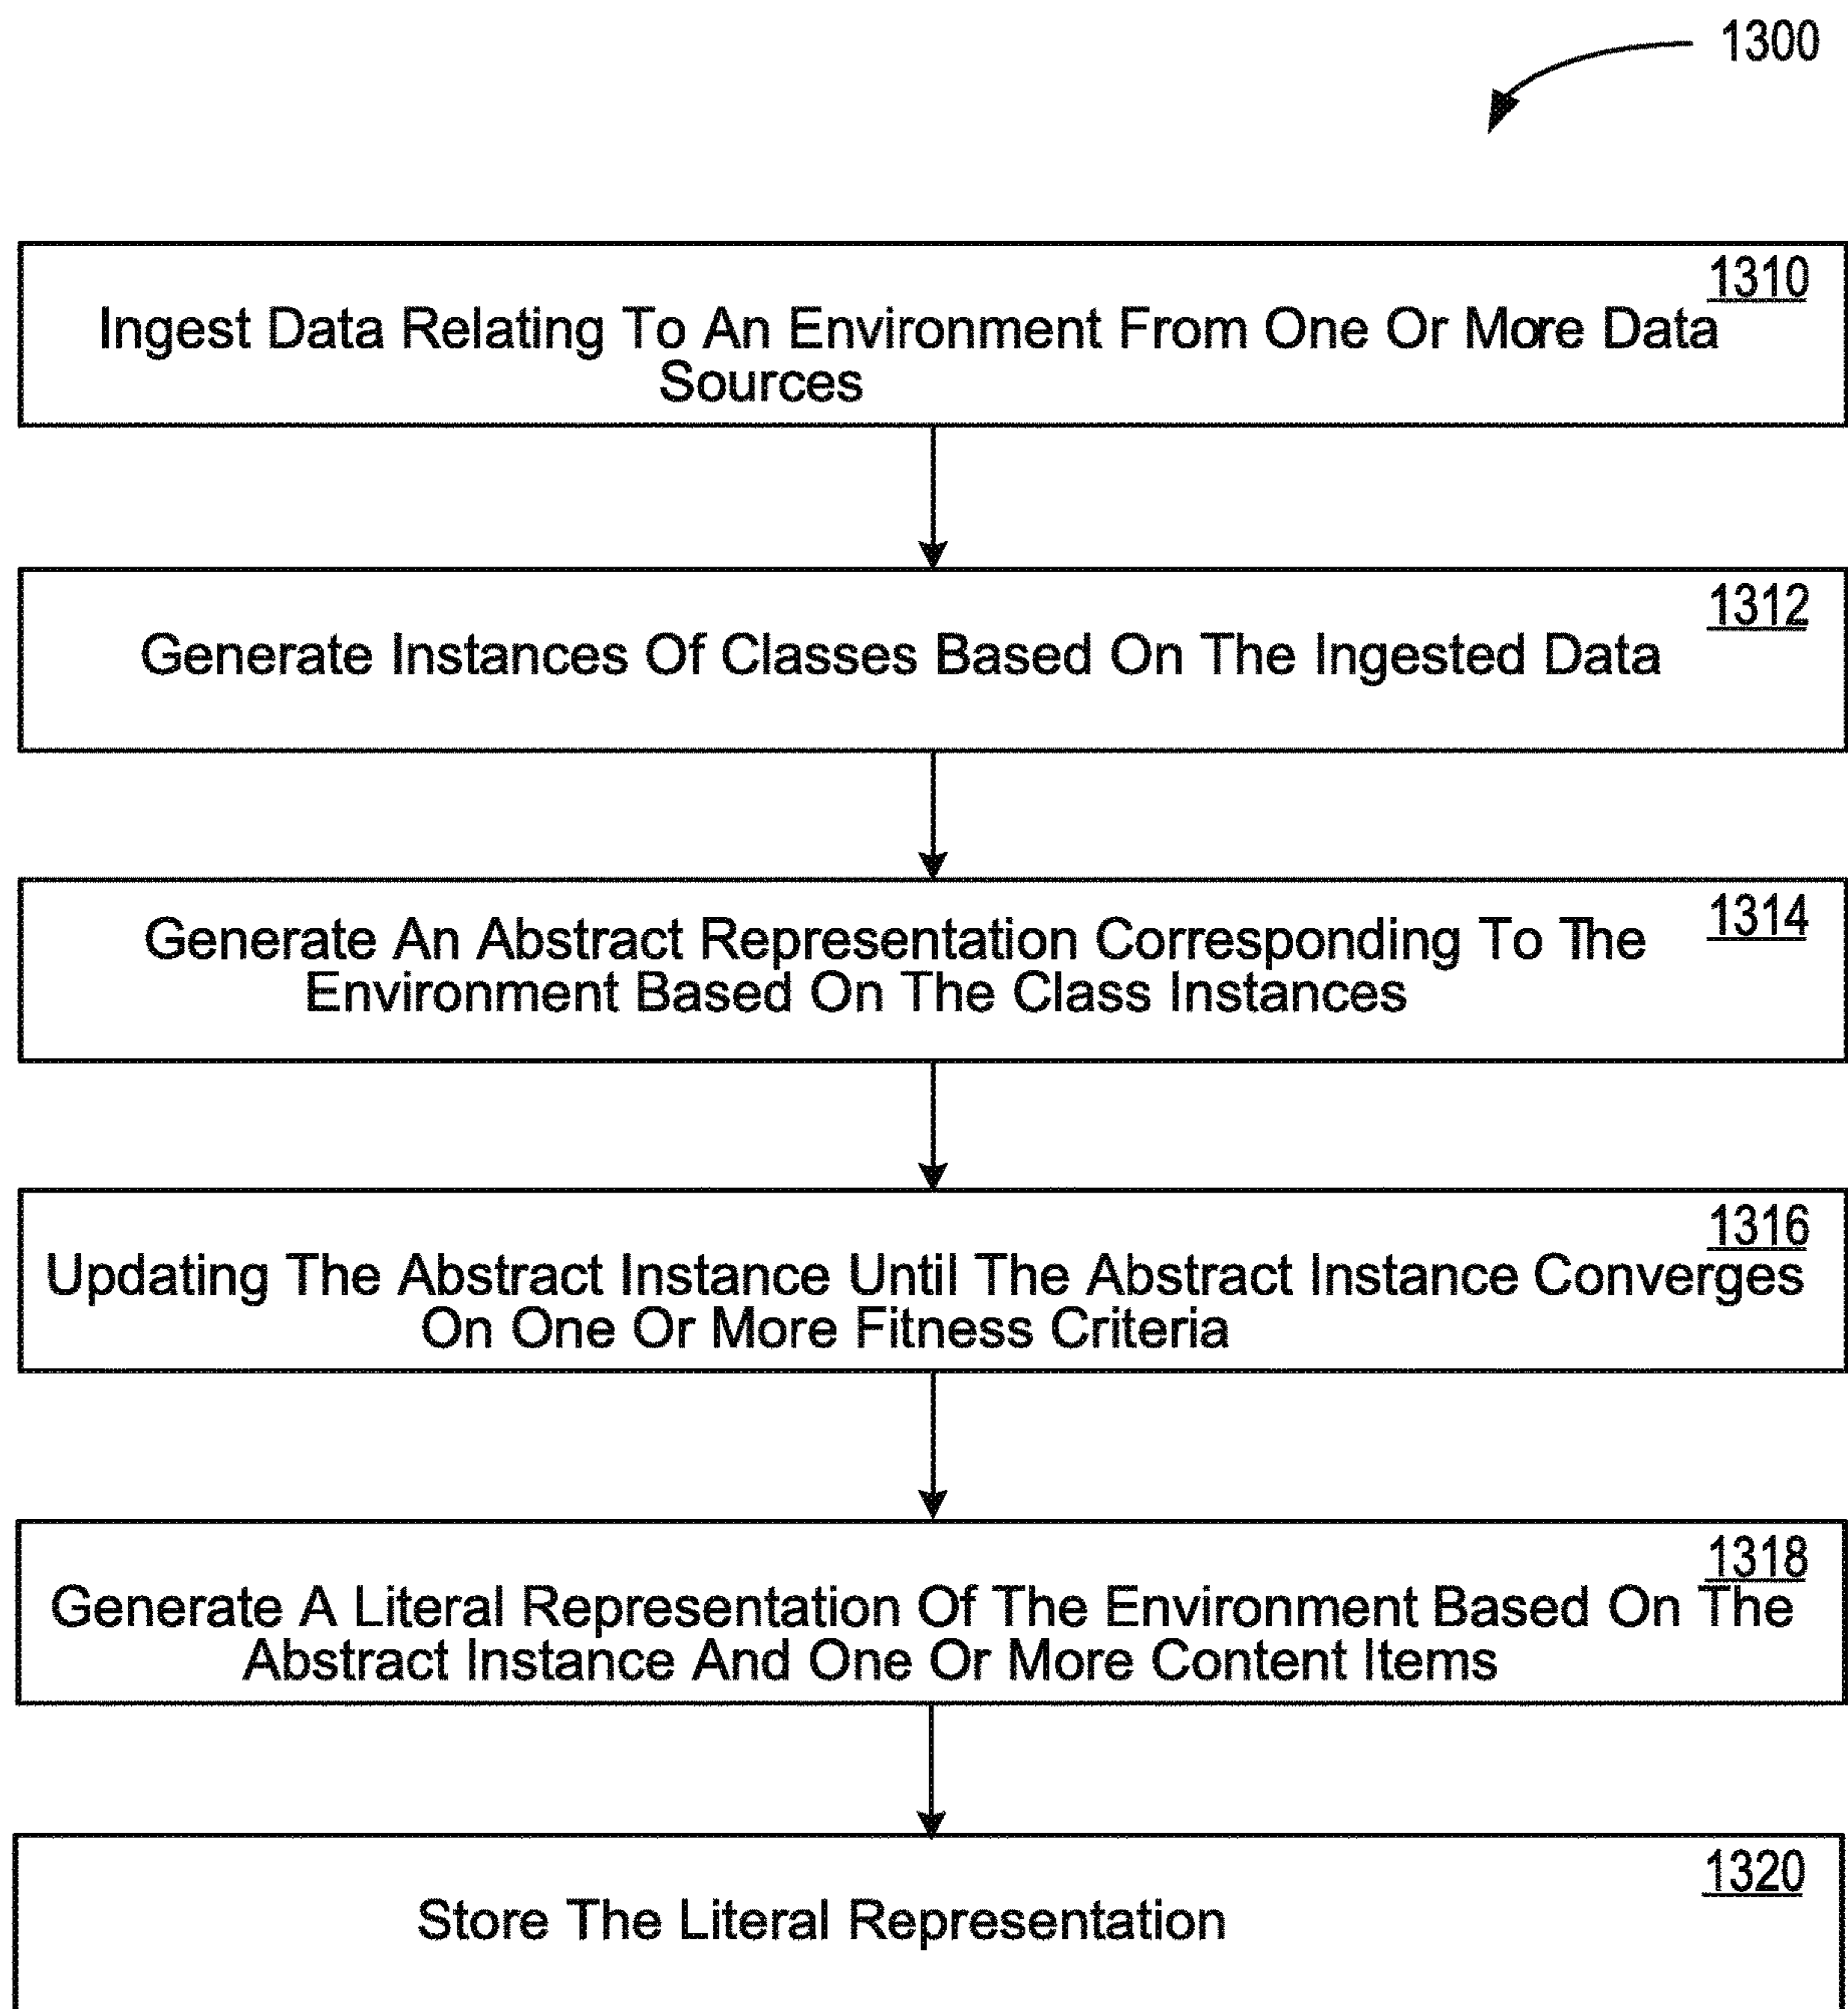 1300
1310
Ingest Data Relating To An Environment From One Or More Data
Sources
1312
Generate Instances Of Classes Based On The Ingested Data
1314
Generate An Abstract Representation Corresponding To The
Environment Based On The Class Instances
1316
Updating The Abstract Instance Until The Abstract Instance Converges
On One Or More Fitness Criteria
1318
Generate A Literal Representation Of The Environment Based On The
Abstract Instance And One Or More Content Items
1320
Store The Literal Representation